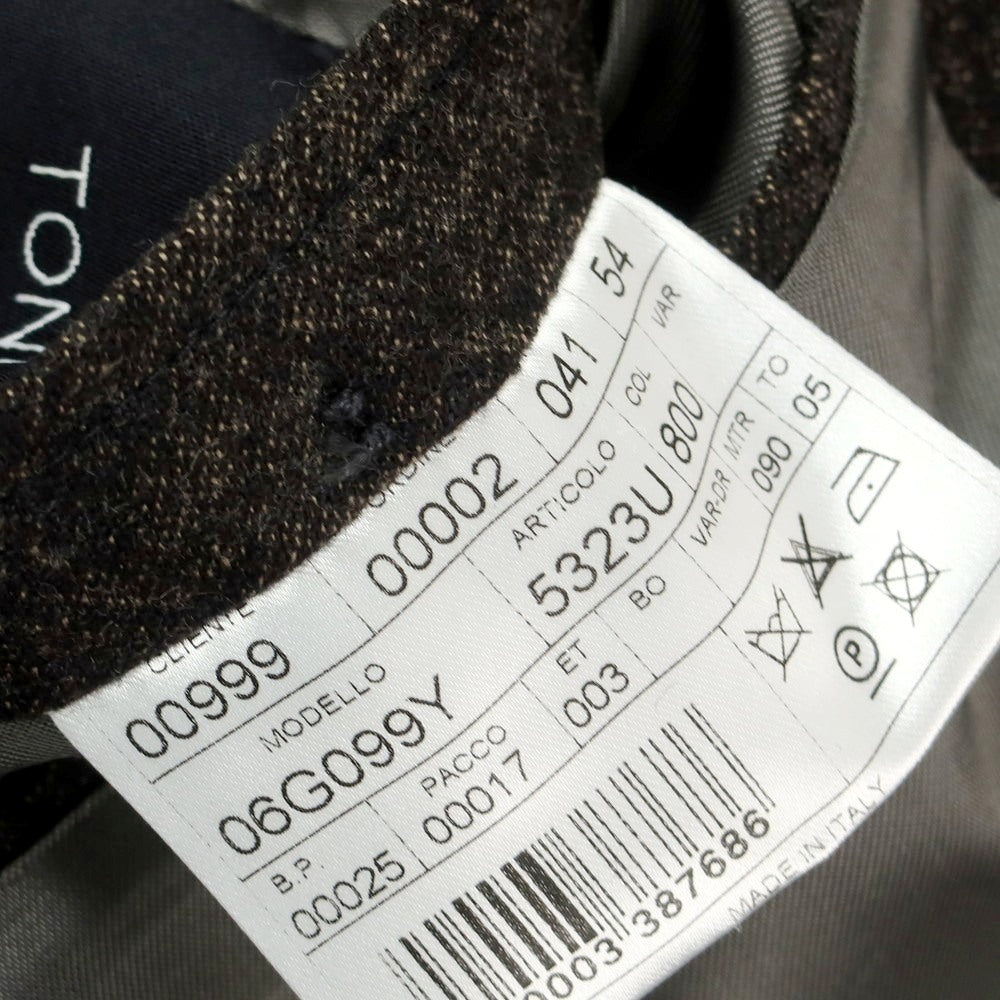 TON
CLIENTE ORDINE
00999 00002 041 54
MODELLO ARTICOLO COL VAR
06G099Y 5323U 800
B.P. PACCO ET BO VAR-DR MTR TO
00025 00017 003 090 05
P
0003 387686
MADE IN ITALY